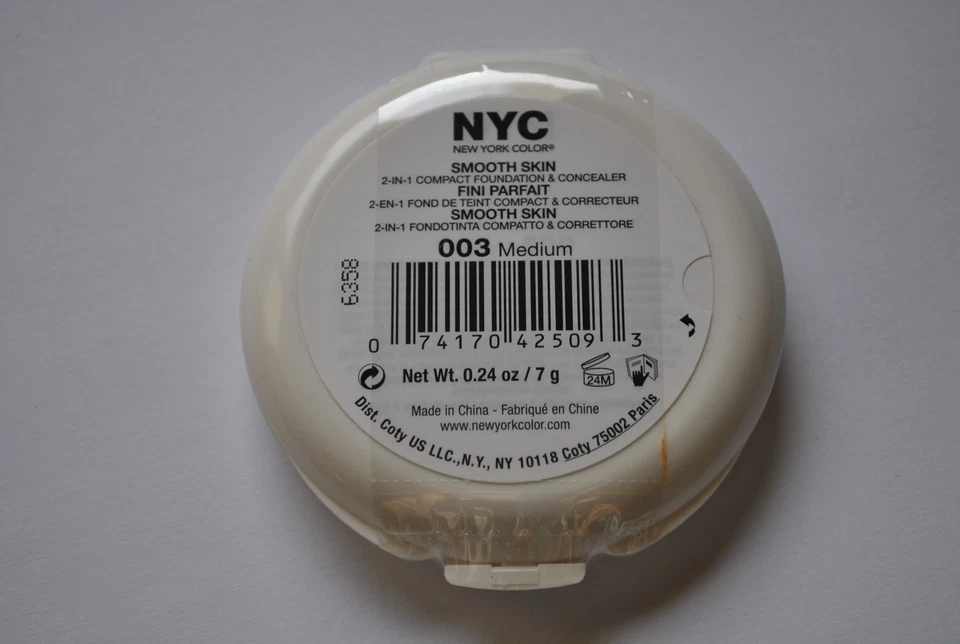 NYC
NEW YORK COLOR®
SMOOTH SKIN
2-IN-1 COMPACT FOUNDATION & CONCEALER
FINI PARFAIT
2-EN-1 FOND DE TEINT COMPACT & CORRECTEUR
SMOOTH SKIN
2-IN-1 FONDOTINTA COMPATTO & CORRETTORE
003 Medium
6358
0 74170 42509 3
Net Wt. 0.24 oz / 7 g
24M
Made in China - Fabriqué en Chine
www.newyorkcolor.com
Dist. Coty US LLC.,N.Y., NY 10118 Coty 75002 Paris